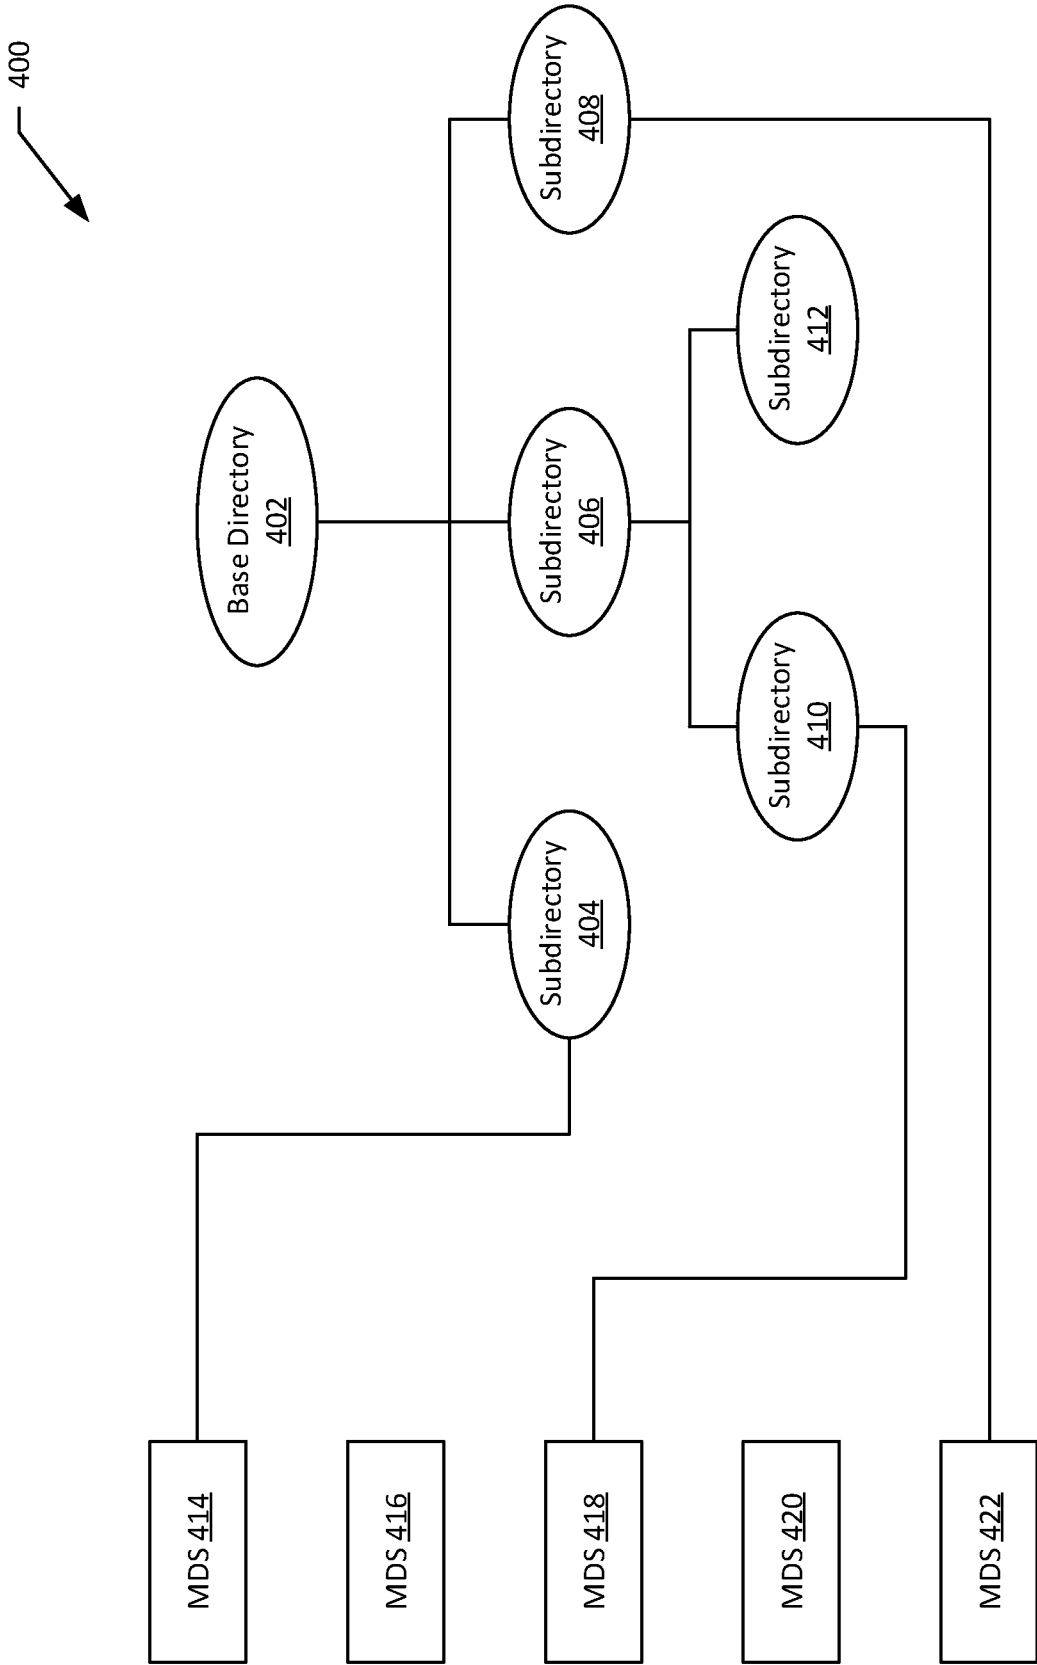 400
Base Directory
402
Subdirectory
404
Subdirectory
406
Subdirectory
408
Subdirectory
410
Subdirectory
412
MDS 414
MDS 416
MDS 418
MDS 420
MDS 422